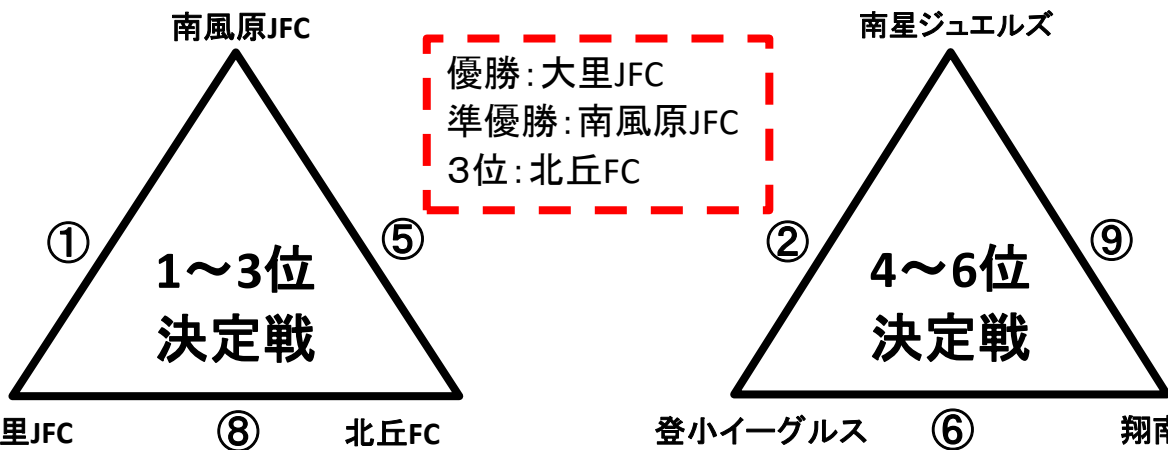 南風原JFC
南星ジュエルズ
優勝：大里JFC
準優勝：南風原JFC
３位：北丘FC
①
⑤
②
⑨
1～3位
決定戦
4～6位
決定戦
里JFC
⑧
北丘FC
登小イーグルス
⑥
翔南